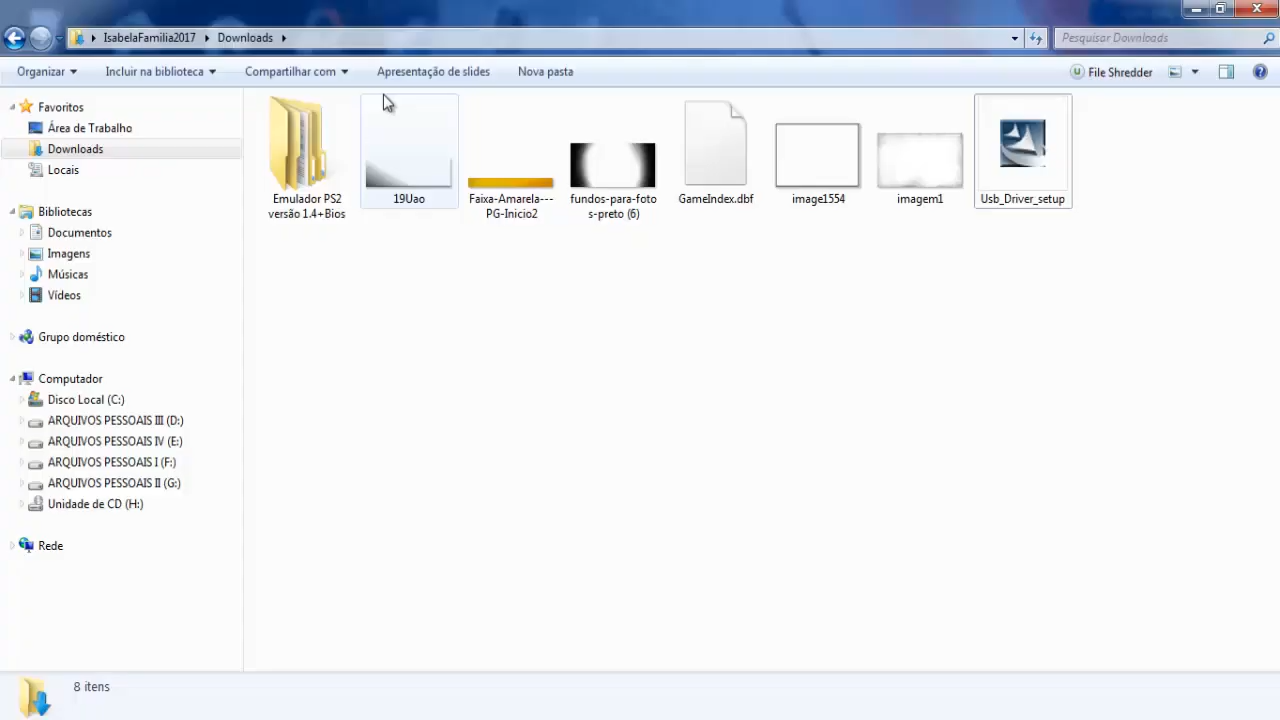 IsabelaFamilia2017 Downloads
Pesquisar Downloads
Organizar Incluir na biblioteca Compartilhar com Apresentação de slides Nova pasta File Shredder
Favoritos
Área de Trabalho
Downloads
Locais
Bibliotecas
Documentos
Imagens
Músicas
Vídeos
Grupo doméstico
Computador
Disco Local (C:)
ARQUIVOS PESSOAIS III (D:)
ARQUIVOS PESSOAIS IV (E:)
ARQUIVOS PESSOAIS I (F:)
ARQUIVOS PESSOAIS II (G:)
Unidade de CD (H:)
Rede
Emulador PS2
versão 1.4+Bios
19Uao
Faixa-Amarela---
PG-Inicio2
fundos-para-foto
s-preto (6)
GameIndex.dbf
image1554
imagem1
Usb_Driver_setup
8 itens